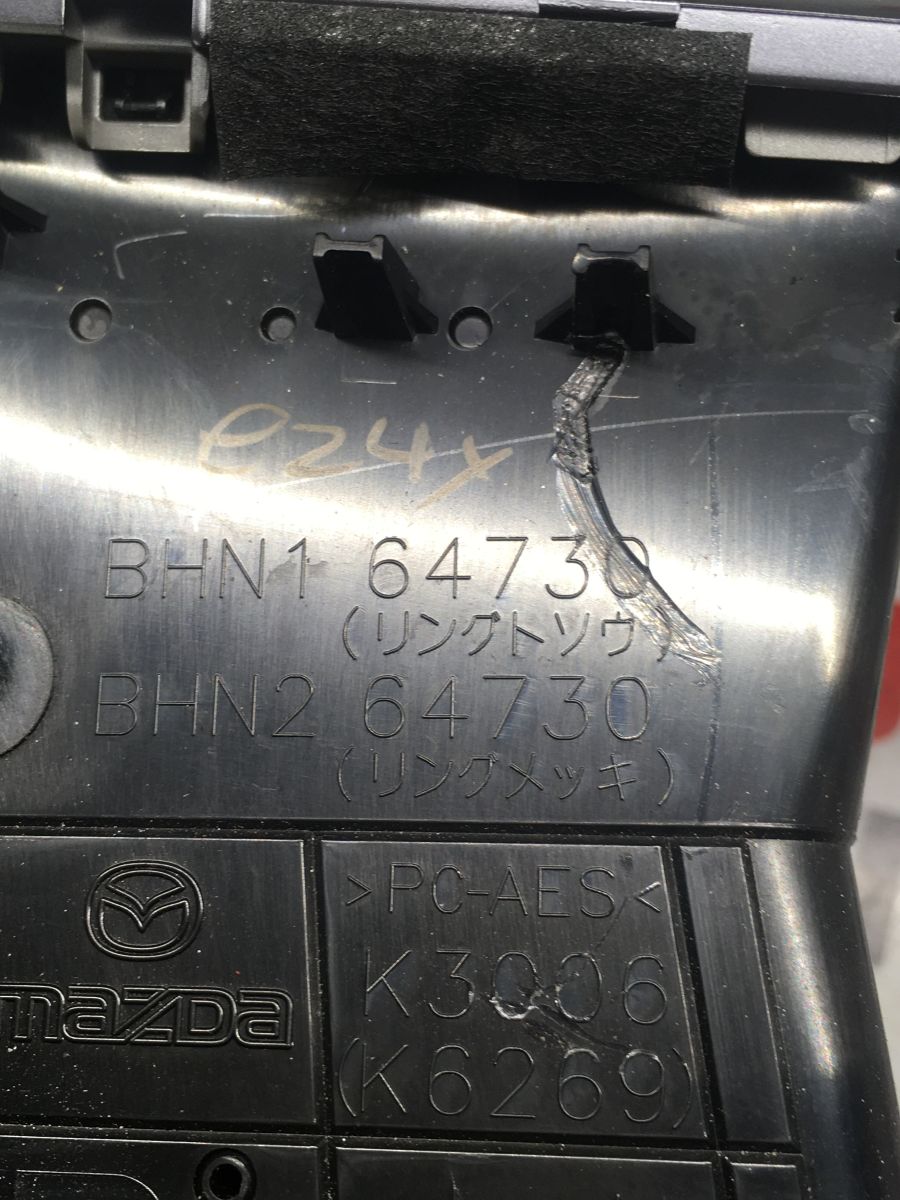 e24y
BHN1 64730
(リングトソウ)
BHN2 64730
(リングメッキ)
mazda
>PC-AES<
K3006
(K6269)